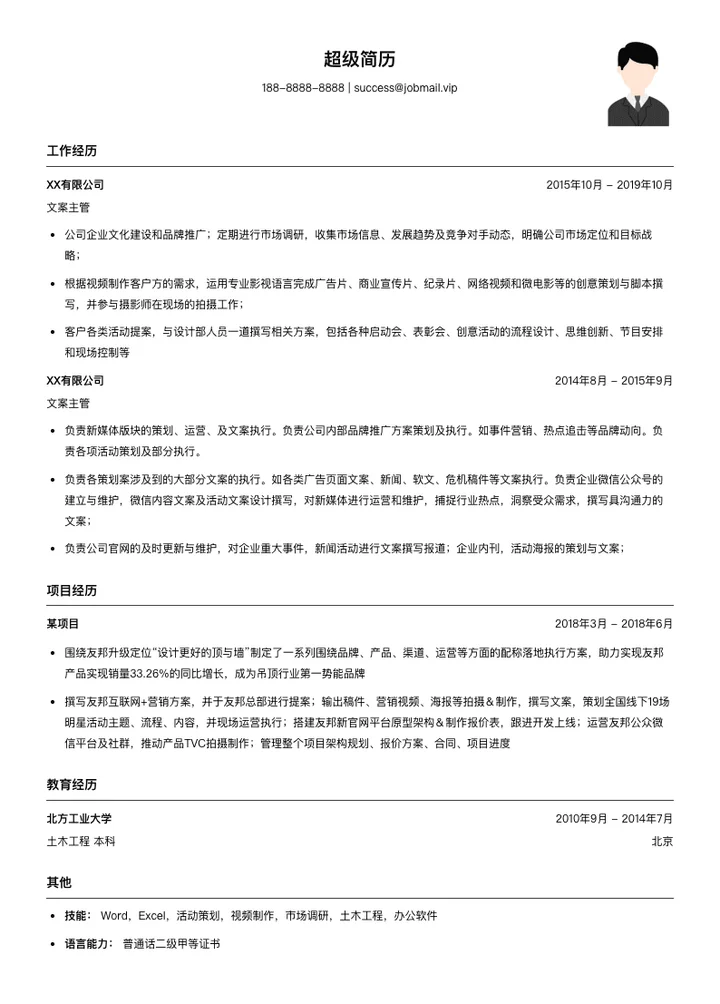 超级简历
188-8888-8888 | success@jobmail.vip
工作经历
XX有限公司 2015年10月 – 2019年10月
文案主管
• 公司企业文化建设和品牌推广；定期进行市场调研，收集市场信息、发展趋势及竞争对手动态，明确公司市场定位和目标战
略；
• 根据视频制作客户方的需求，运用专业影视语言完成广告片、商业宣传片、纪录片、网络视频和微电影等的创意策划与脚本撰
写，并参与摄影师在现场的拍摄工作；
• 客户各类活动提案，与设计部人员一道撰写相关方案，包括各种启动会、表彰会、创意活动的流程设计、思维创新、节目安排
和现场控制等
XX有限公司 2014年8月 – 2015年9月
文案主管
• 负责新媒体版块的策划、运营、及文案执行。负责公司内部品牌推广方案策划及执行。如事件营销、热点追击等品牌动向。负
责各项活动策划及部分执行。
• 负责各策划案涉及到的大部分文案的执行。如各类广告页面文案、新闻、软文、危机稿件等文案执行。负责企业微信公众号的
建立与维护，微信内容文案及活动文案设计撰写，对新媒体进行运营和维护，捕捉行业热点，洞察受众需求，撰写具沟通力的
文案；
• 负责公司官网的及时更新与维护，对企业重大事件，新闻活动进行文案撰写报道；企业内刊，活动海报的策划与文案；
项目经历
某项目 2018年3月 – 2018年6月
• 围绕友邦升级定位“设计更好的顶与墙”制定了一系列围绕品牌、产品、渠道、运营等方面的配称落地执行方案，助力实现友邦
产品实现销量33.26%的同比增长，成为吊顶行业第一势能品牌
• 撰写友邦互联网+营销方案，并于友邦总部进行提案；输出稿件、营销视频、海报等拍摄＆制作，撰写文案，策划全国线下19场
明星活动主题、流程、内容，并现场运营执行；搭建友邦新官网平台原型架构＆制作报价表，跟进开发上线；运营友邦公众微
信平台及社群，推动产品TVC拍摄制作；管理整个项目架构规划、报价方案、合同、项目进度
教育经历
北方工业大学 2010年9月 – 2014年7月
土木工程 本科 北京
其他
• 技能： Word，Excel，活动策划，视频制作，市场调研，土木工程，办公软件
• 语言能力： 普通话二级甲等证书